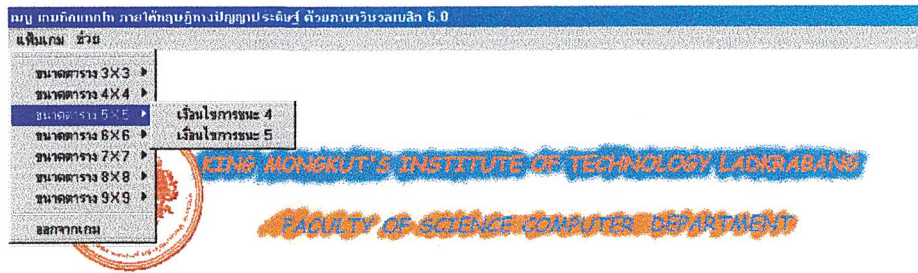 เมนู เกมทิกแทกโท ภายใต้ทฤษฎีทางปัญญาประดิษฐ์ ด้วยภาษาวิชวลเบสิก 6.0
แฟ้มเกม ช่วย
ขนาดตาราง 3X3
ขนาดตาราง 4X4
ขนาดตาราง 5X5
เงื่อนไขการชนะ 4
ขนาดตาราง 6X6
เงื่อนไขการชนะ 5
ขนาดตาราง 7X7
ขนาดตาราง 8X8
ขนาดตาราง 9X9
ออกจากเกม
KING MONGKUT'S INSTITUTE OF TECHNOLOGY LADKRABANG
FACULTY OF SCIENCE COMPUTER DEPARTMENT